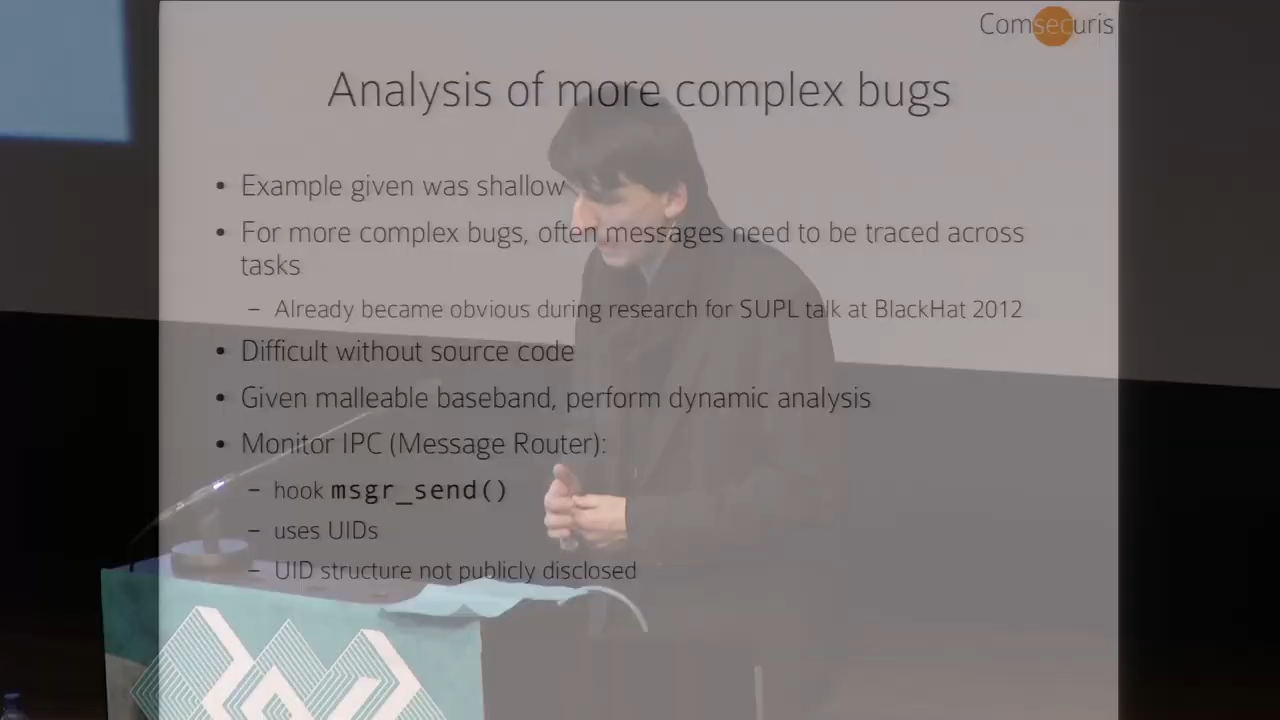 Comsecuris
Analysis of more complex bugs
• Example given was shallow
• For more complex bugs, often messages need to be traced across
tasks
– Already became obvious during research for SUPL talk at BlackHat 2012
• Difficult without source code
• Given malleable baseband, perform dynamic analysis
• Monitor IPC (Message Router):
– hook msgr_send()
– uses UIDs
– UID structure not publicly disclosed